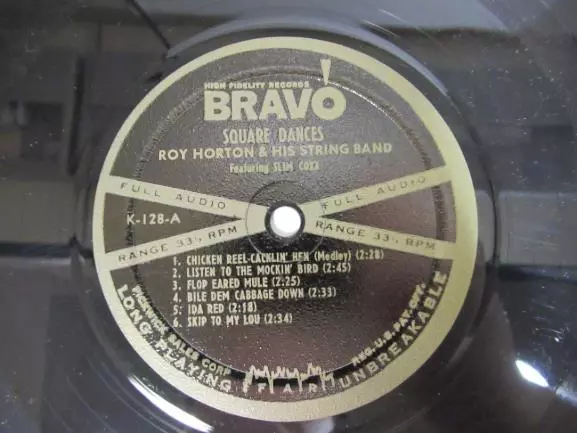 HIGH FIDELITY RECORDS
BRAVÓ
SQUARE DANCES
ROY HORTON & HIS STRING BAND
Featuring SLIM COXX
FULL AUDIO
FULL AUDIO
K-128-A
RANGE 33⅓ RPM
RANGE 33⅓ RPM
1. CHICKEN REEL-CACKLIN' HEN (Medley) (2:28)
2. LISTEN TO THE MOCKIN' BIRD (2:45)
3. FLOP EARED MULE (2:25)
4. BILE DEM CABBAGE DOWN (2:33)
5. IDA RED (2:18)
6. SKIP TO MY LOU (2:34)
PICKWICK SALES CORP
REG. U.S. PAT. OFF.
LONG PLAYING
FFAR
UNBREAKABLE